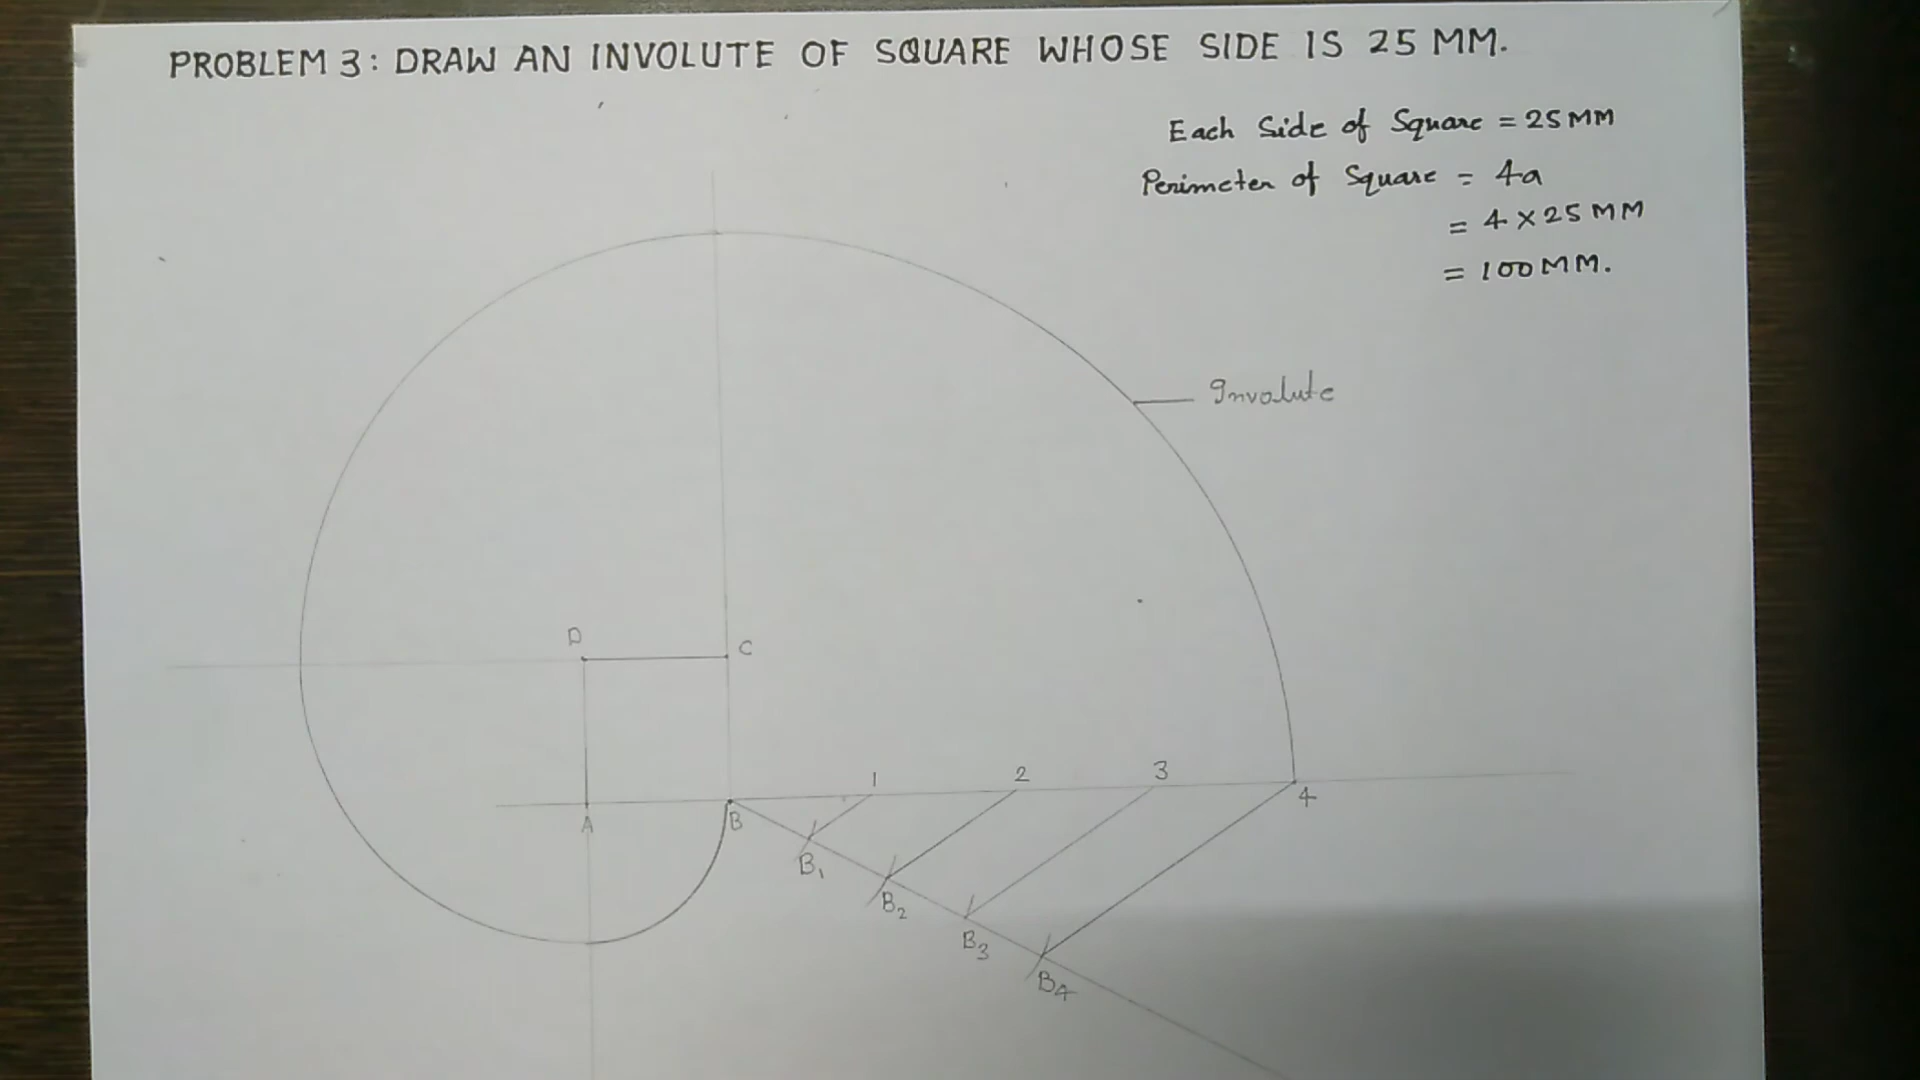 PROBLEM 3: DRAW AN INVOLUTE OF SQUARE WHOSE SIDE IS 25 MM.
Each Side of Square = 25 MM
Perimeter of Square = 4a
= 4 X 25 MM
= 100 MM.
Involute
D
C
1
2
3
4
A
B
B1
B2
B3
B4